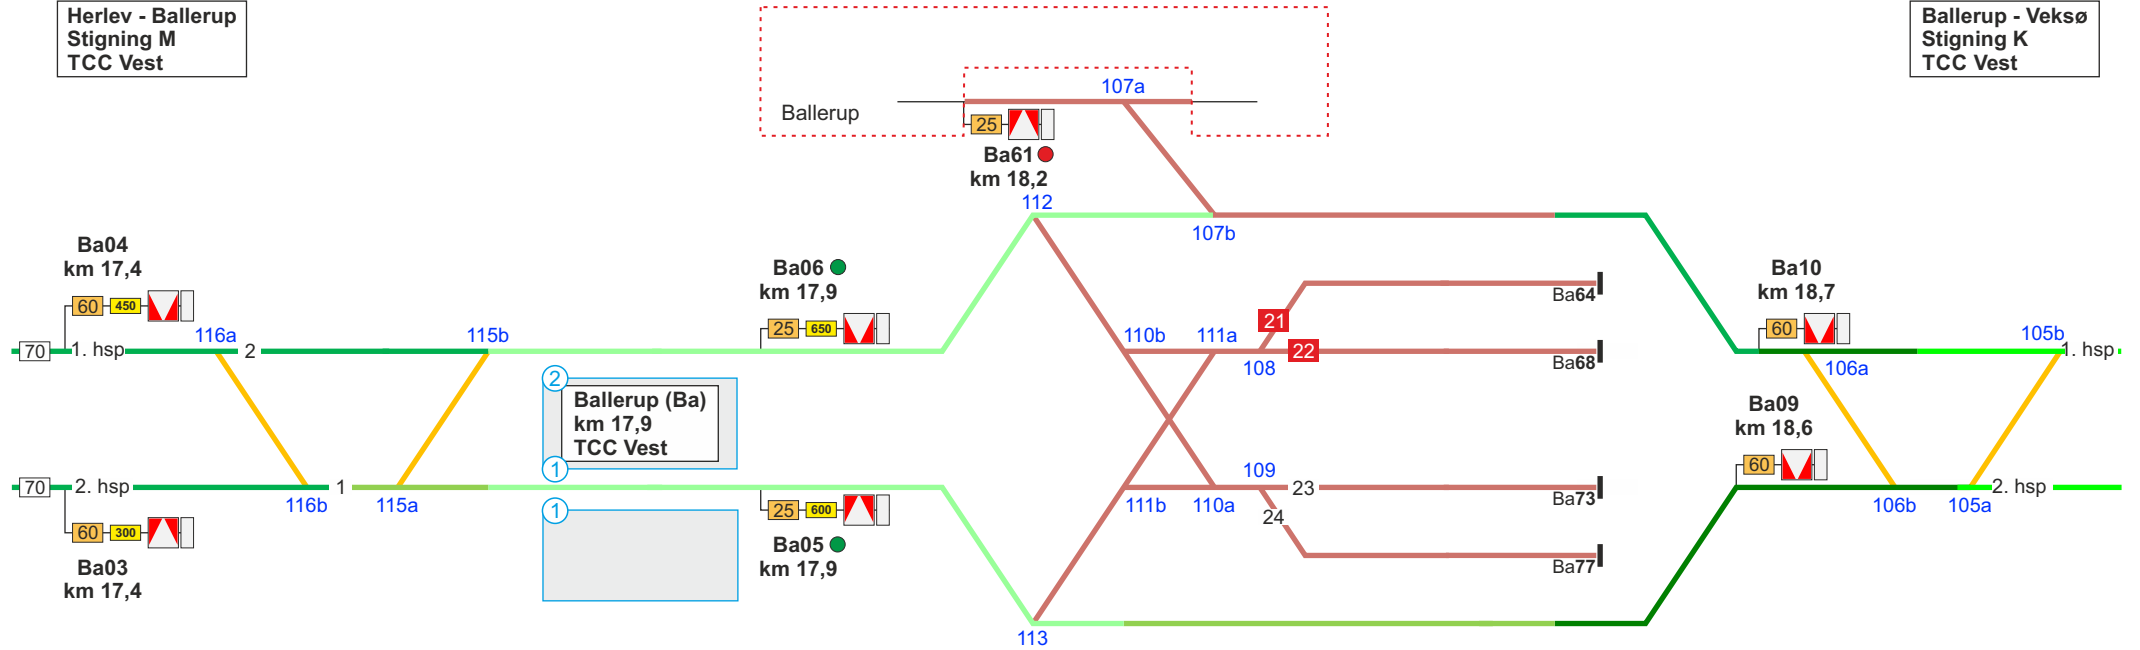 Herlev - Ballerup
Stigning M
TCC Vest
Ballerup - Veksø
Stigning K
TCC Vest
107a
Ballerup
25
Ba61
km 18,2
112
107b
Ba04
km 17,4
60 450
116a
115b
70 1. hsp 2
Ba06
km 17,9
25 650
21
Ba64
110b 111a
22
108
Ba68
Ba10
km 18,7
60
105b
1. hsp
106a
2
Ballerup (Ba)
km 17,9
TCC Vest
1
Ba09
km 18,6
60
70 2. hsp 1
116b 115a
109
23
111b 110a
Ba73
24
Ba77
2. hsp
106b 105a
60 300
Ba03
km 17,4
1
25 600
Ba05
km 17,9
113